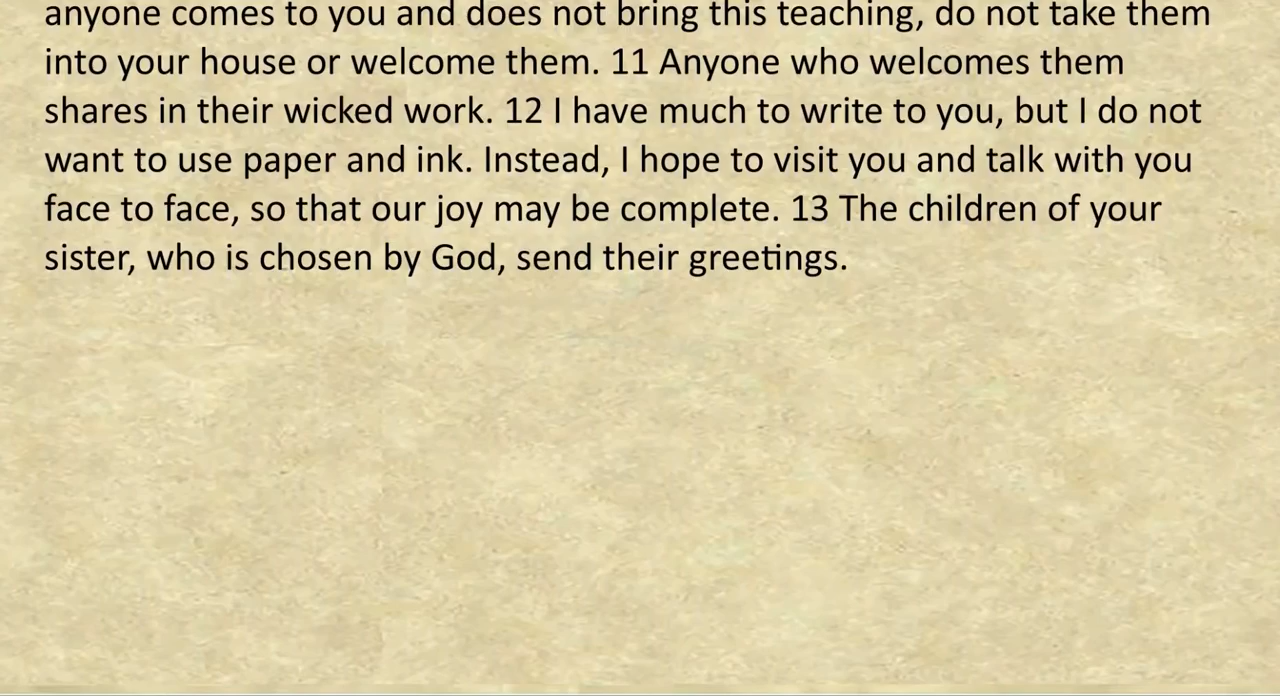 anyone comes to you and does not bring this teaching, do not take them
into your house or welcome them. 11 Anyone who welcomes them
shares in their wicked work. 12 I have much to write to you, but I do not
want to use paper and ink. Instead, I hope to visit you and talk with you
face to face, so that our joy may be complete. 13 The children of your
sister, who is chosen by God, send their greetings.